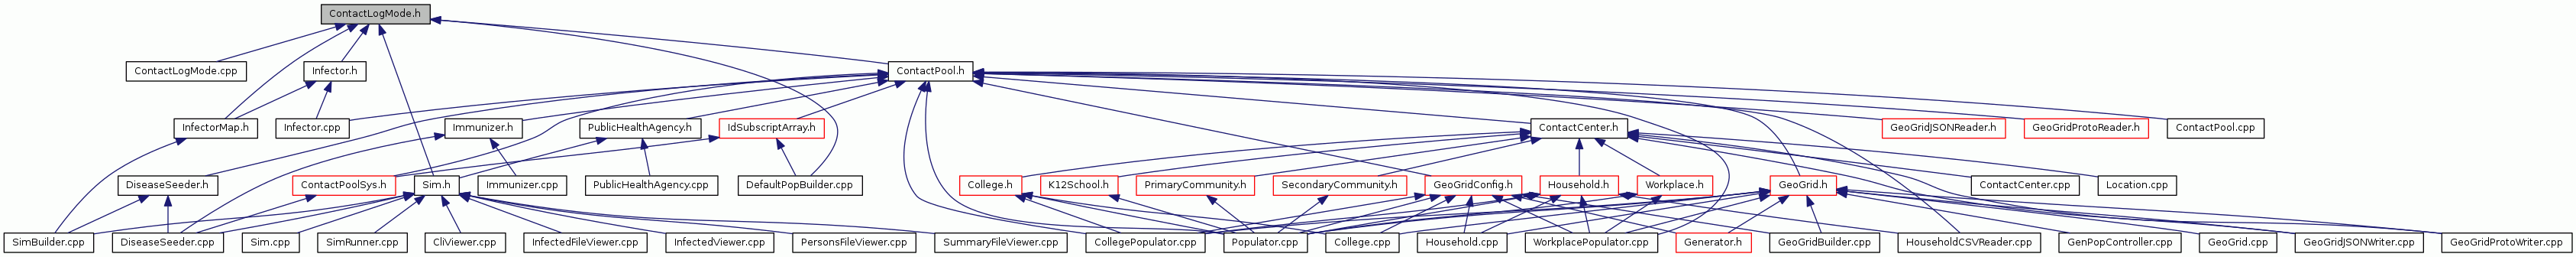 ContactLogMode.h
ContactLogMode.cpp
Infector.h
ContactPool.h
InfectorMap.h
Infector.cpp
Immunizer.h
PublicHealthAgency.h
IdSubscriptArray.h
ContactCenter.h
GeoGridJSONReader.h
GeoGridProtoReader.h
ContactPool.cpp
DiseaseSeeder.h
ContactPoolSys.h
Sim.h
Immunizer.cpp
PublicHealthAgency.cpp
DefaultPopBuilder.cpp
College.h
K12School.h
PrimaryCommunity.h
SecondaryCommunity.h
GeoGridConfig.h
Household.h
Workplace.h
GeoGrid.h
ContactCenter.cpp
Location.cpp
SimBuilder.cpp
DiseaseSeeder.cpp
Sim.cpp
SimRunner.cpp
CliViewer.cpp
InfectedFileViewer.cpp
InfectedViewer.cpp
PersonsFileViewer.cpp
SummaryFileViewer.cpp
CollegePopulator.cpp
Populator.cpp
College.cpp
Household.cpp
WorkplacePopulator.cpp
Generator.h
GeoGridBuilder.cpp
HouseholdCSVReader.cpp
GenPopController.cpp
GeoGrid.cpp
GeoGridJSONWriter.cpp
GeoGridProtoWriter.cpp